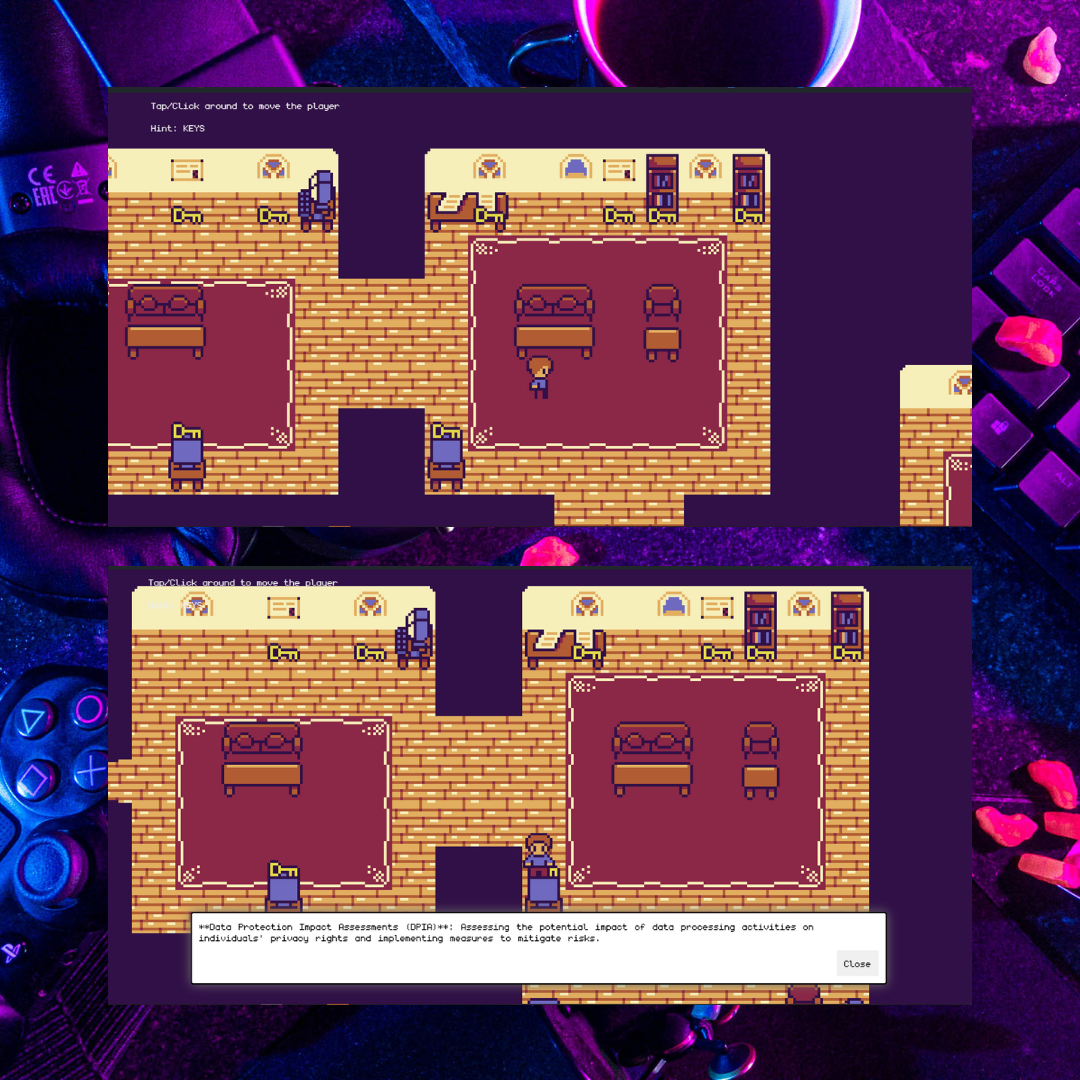 CE
EAC
Tap/Click around to move the player
Hint: KEYS
Tap/Click around to move the player
**Data Protection Impact Assessments (DPIA)**: Assessing the potential impact of data processing activities on
individuals' privacy rights and implementing measures to mitigate risks.
Close